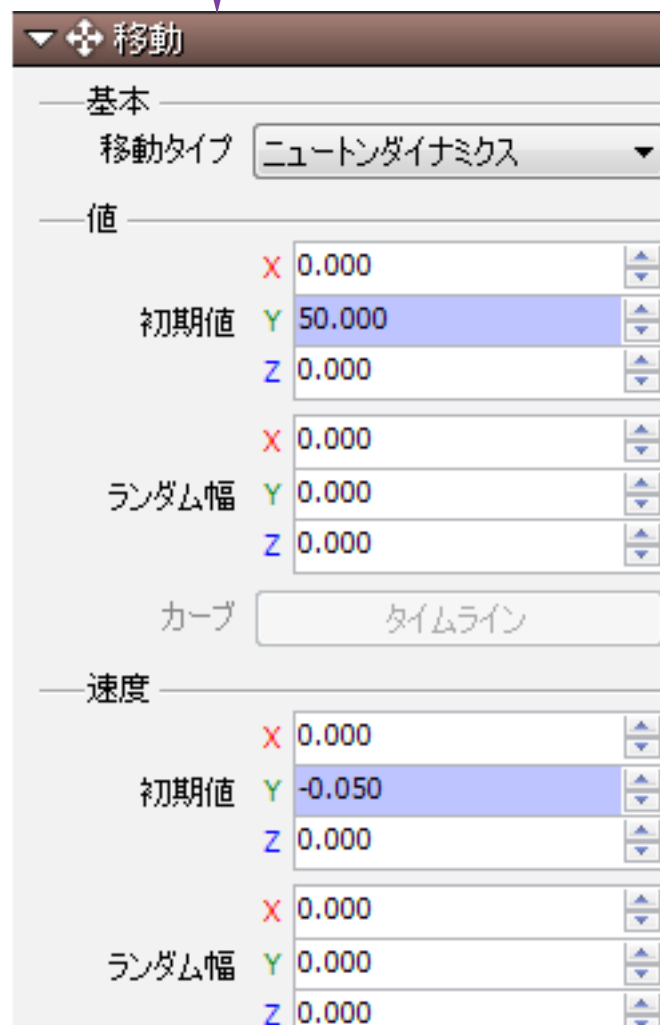 移動
基本
移動タイプ ニュートンダイナミクス
値
X 0.000
初期値 Y 50.000
Z 0.000
X 0.000
ランダム幅 Y 0.000
Z 0.000
カーブ タイムライン
速度
X 0.000
初期値 Y -0.050
Z 0.000
X 0.000
ランダム幅 Y 0.000
Z 0.000